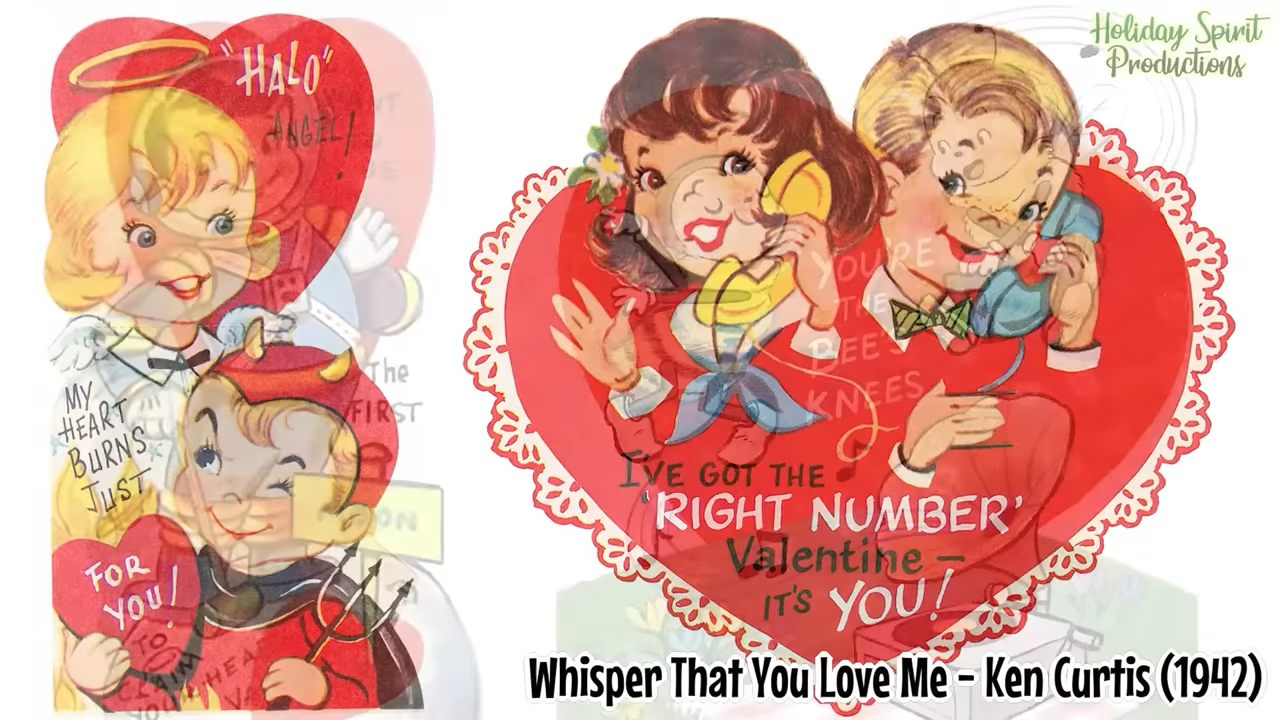 Holiday Spirit
Productions
"HALO"
ANGEL!
MY
HEART
BURNS
JUST
FOR
YOU!
The
FIRST
TO
YOU'RE
THE
BEE'S
KNEES
I'VE GOT THE
'RIGHT NUMBER'
Valentine —
IT'S YOU!
Whisper That You Love Me - Ken Curtis (1942)